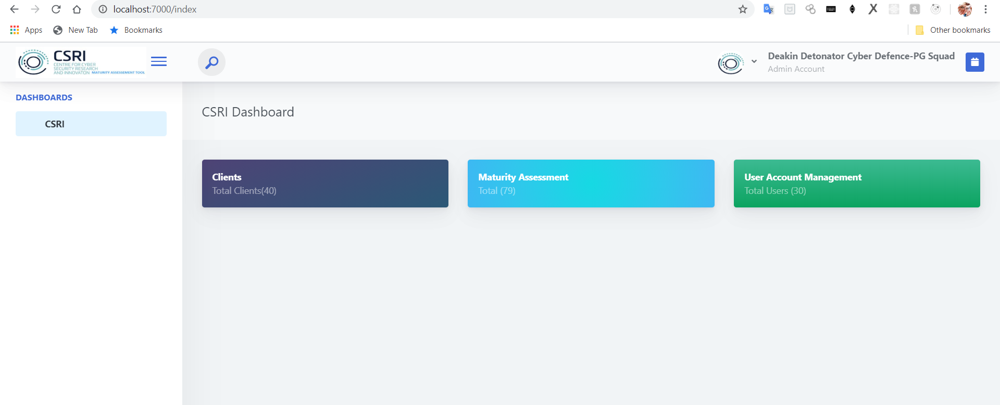 localhost:7000/index
Apps
New Tab
Bookmarks
Other bookmarks
CSRI
CENTRE FOR CYBER
SECURITY RESEARCH
AND INNOVATON MATURITY ASSESSEMENT TOOL
Deakin Detonator Cyber Defence-PG Squad
Admin Account
DASHBOARDS
CSRI
CSRI Dashboard
Clients
Total Clients(40)
Maturity Assessment
Total (79)
User Account Management
Total Users (30)